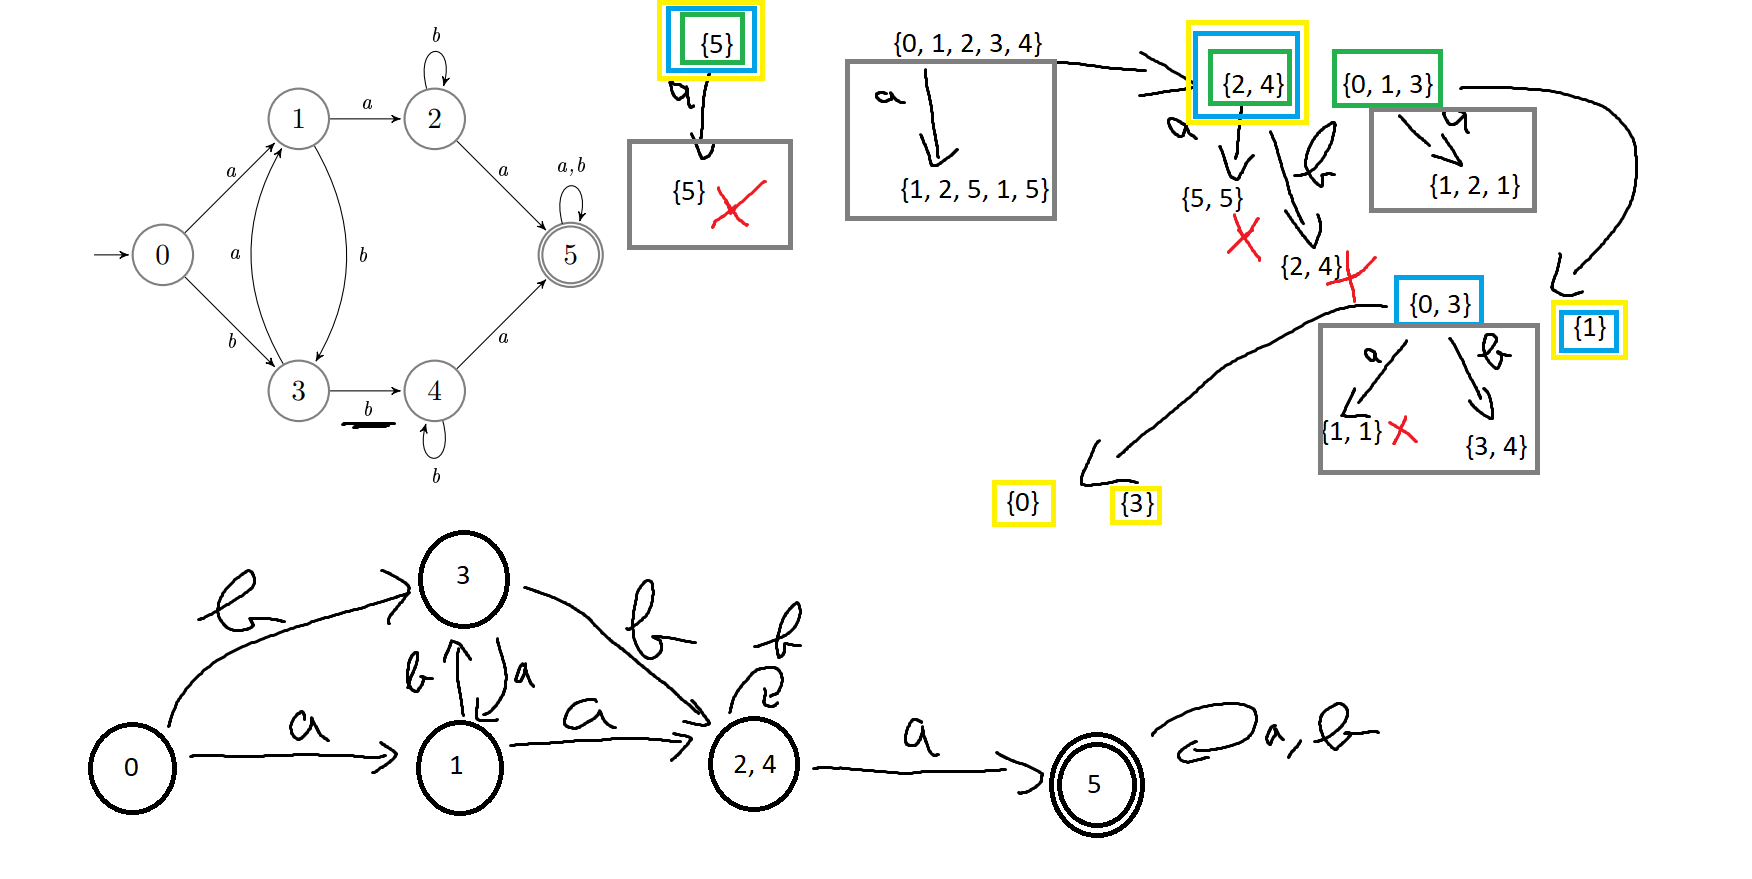 b
1
a
2
a
a
a, b
0
a
b
5
b
a
3
b
4
b
{5}
a
{5}
{0, 1, 2, 3, 4}
a
{1, 2, 5, 1, 5}
{2, 4}
a
b
{5, 5}
{2, 4}
{0, 1, 3}
a
{1, 2, 1}
{0, 3}
a
b
{1, 1}
{3, 4}
{1}
{0}
{3}
b
3
b
b
b
a
a
a
a
a, b
0
1
2, 4
5